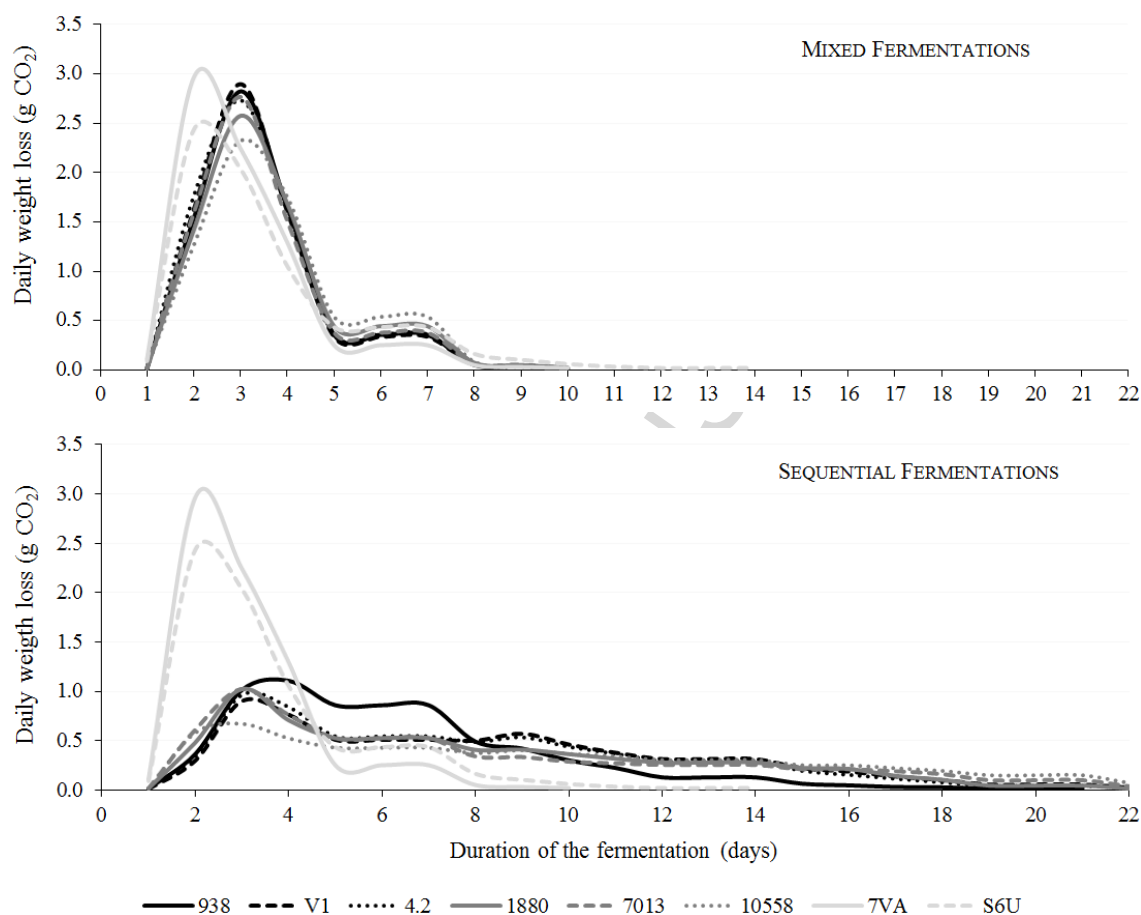 3.5
MIXED FERMENTATIONS
3.0
2.5
2.0
1.5
1.0
0.5
0.0
Daily weight loss (g CO2)
0 1 2 3 4 5 6 7 8 9 10 11 12 13 14 15 16 17 18 19 20 21 22
3.5
SEQUENTIAL FERMENTATIONS
3.0
2.5
2.0
1.5
1.0
0.5
0.0
Daily weigth loss (g CO2)
0 2 4 6 8 10 12 14 16 18 20 22
Duration of the fermentation (days)
938 V1 4.2 1880 7013 10558 7VA S6U